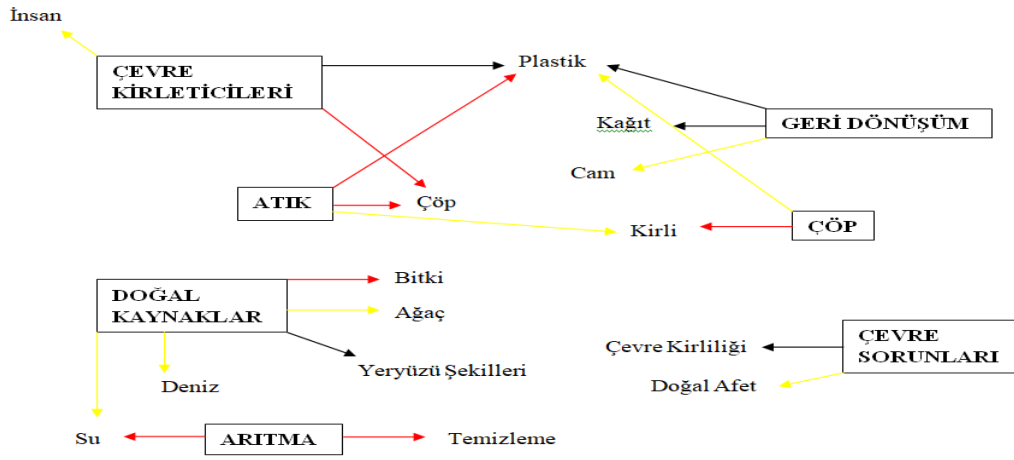 İnsan
ÇEVRE
KİRLETİCİLERİ
Plastik
Kağıt
GERİ DÖNÜŞÜM
Cam
ATIK
Çöp
Kirli
ÇÖP
DOĞAL
KAYNAKLAR
Bitki
Ağaç
Yeryüzü Şekilleri
Deniz
Çevre Kirliliği
ÇEVRE
SORUNLARI
Doğal Afet
Su
ARITMA
Temizleme